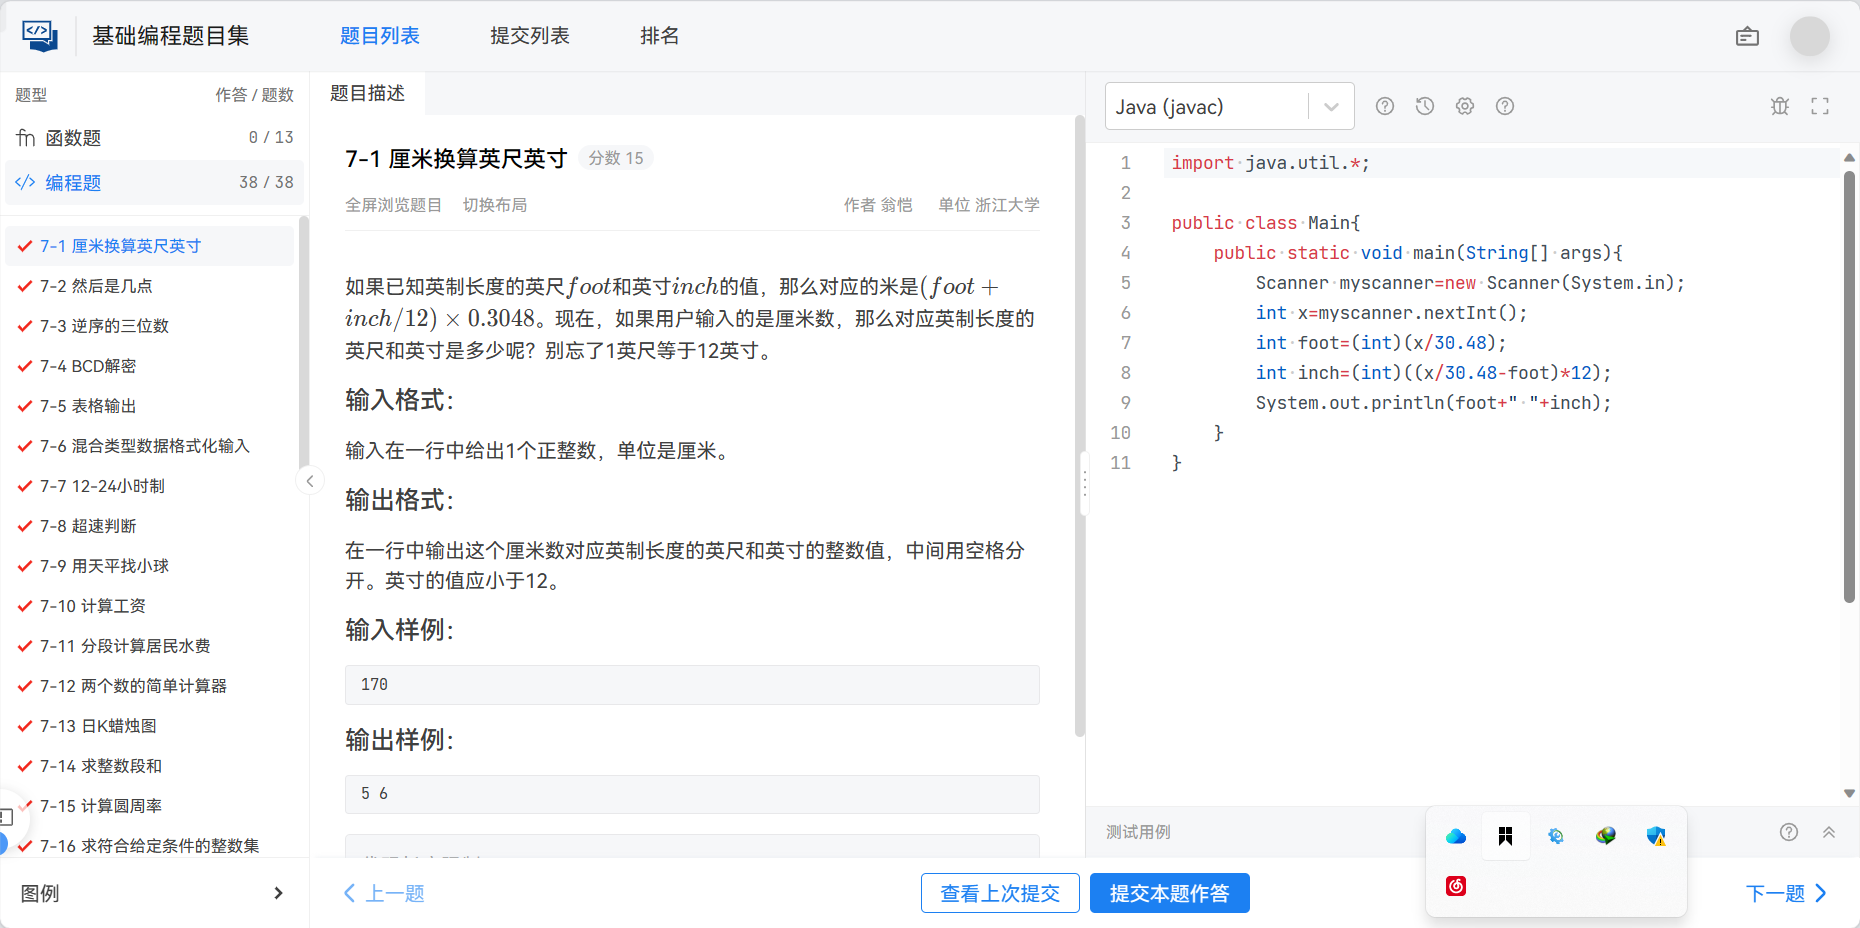 基础编程题目集
题目列表
提交列表
排名
题型
作答 / 题数
fn 函数题
0 / 13
</> 编程题
38 / 38
7-1 厘米换算英尺英寸
7-2 然后是几点
7-3 逆序的三位数
7-4 BCD解密
7-5 表格输出
7-6 混合类型数据格式化输入
7-7 12-24小时制
7-8 超速判断
7-9 用天平找小球
7-10 计算工资
7-11 分段计算居民水费
7-12 两个数的简单计算器
7-13 日K蜡烛图
7-14 求整数段和
7-15 计算圆周率
7-16 求符合给定条件的整数集
图例
题目描述
7-1 厘米换算英尺英寸
分数 15
全屏浏览题目
切换布局
作者 翁恺
单位 浙江大学
如果已知英制长度的英尺foot和英寸inch的值，那么对应的米是(foot +
inch/12) × 0.3048。现在，如果用户输入的是厘米数，那么对应英制长度的
英尺和英寸是多少呢？别忘了1英尺等于12英寸。
输入格式：
输入在一行中给出1个正整数，单位是厘米。
输出格式：
在一行中输出这个厘米数对应英制长度的英尺和英寸的整数值，中间用空格分
开。英寸的值应小于12。
输入样例：
170
输出样例：
5 6
上一题
查看上次提交
提交本题作答
下一题
Java (javac)
1 import java.util.*;
2
3 public class Main{
4     public static void main(String[] args){
5         Scanner myscanner=new Scanner(System.in);
6         int x=myscanner.nextInt();
7         int foot=(int)(x/30.48);
8         int inch=(int)((x/30.48-foot)*12);
9         System.out.println(foot+" "+inch);
10     }
11 }
测试用例